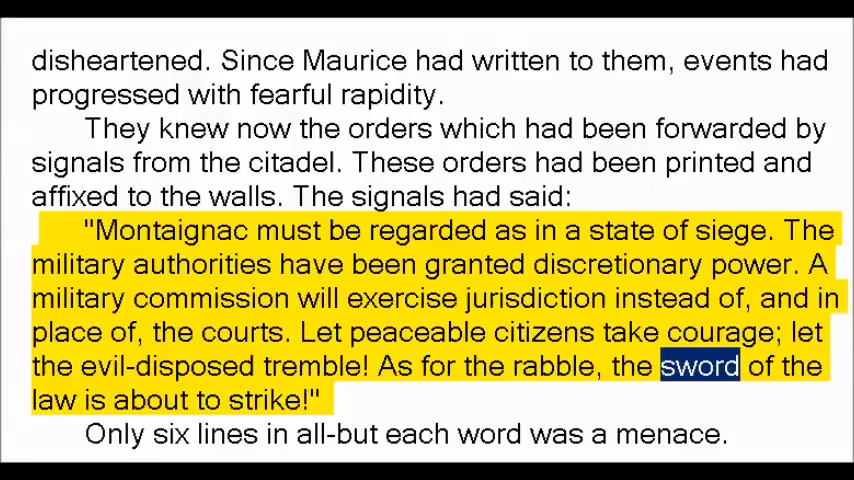 disheartened. Since Maurice had written to them, events had
progressed with fearful rapidity.
They knew now the orders which had been forwarded by
signals from the citadel. These orders had been printed and
affixed to the walls. The signals had said:
"Montaignac must be regarded as in a state of siege. The
military authorities have been granted discretionary power. A
military commission will exercise jurisdiction instead of, and in
place of, the courts. Let peaceable citizens take courage; let
the evil-disposed tremble! As for the rabble, the sword of the
law is about to strike!"
Only six lines in all-but each word was a menace.